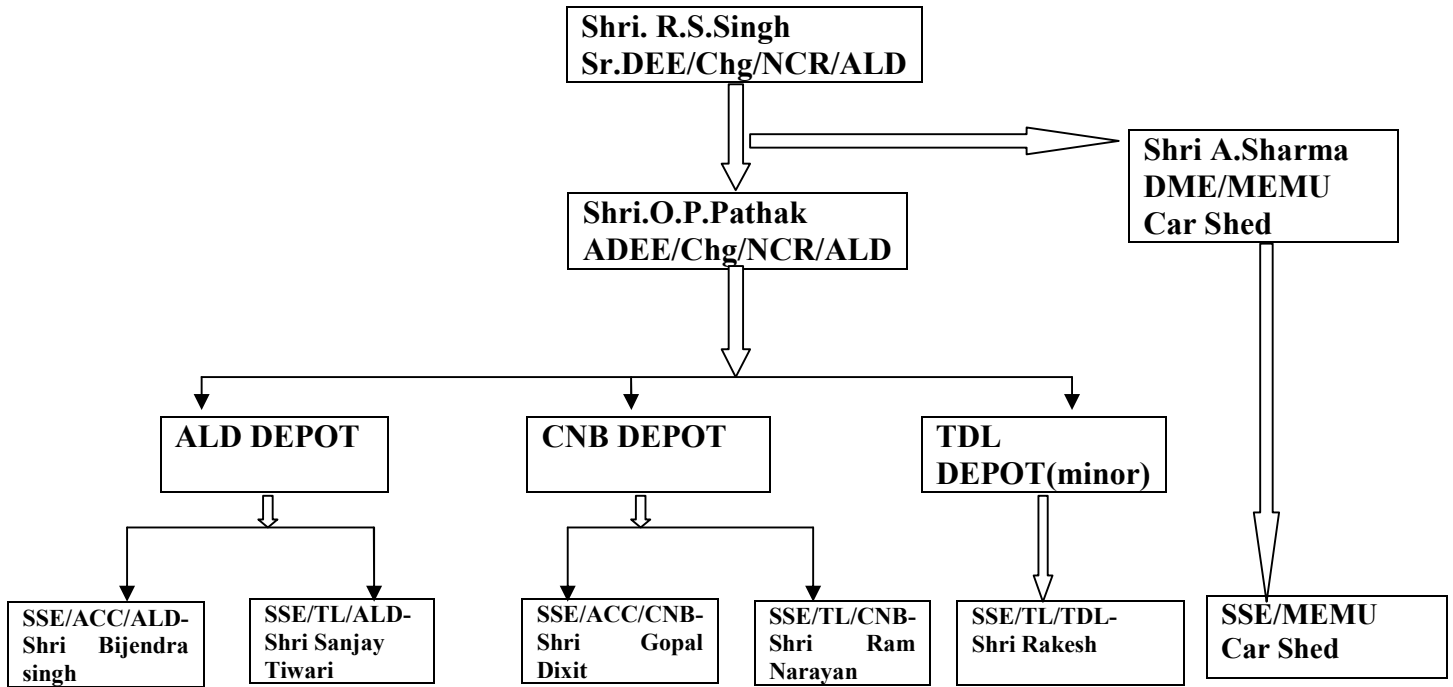 Shri. R.S.Singh
Sr.DEE/Chg/NCR/ALD
Shri A.Sharma
DME/MEMU
Car Shed
Shri.O.P.Pathak
ADEE/Chg/NCR/ALD
ALD DEPOT
CNB DEPOT
TDL
DEPOT(minor)
SSE/ACC/ALD-
Shri Bijendra
singh
SSE/TL/ALD-
Shri Sanjay
Tiwari
SSE/ACC/CNB-
Shri Gopal
Dixit
SSE/TL/CNB-
Shri Ram
Narayan
SSE/TL/TDL-
Shri Rakesh
SSE/MEMU
Car Shed